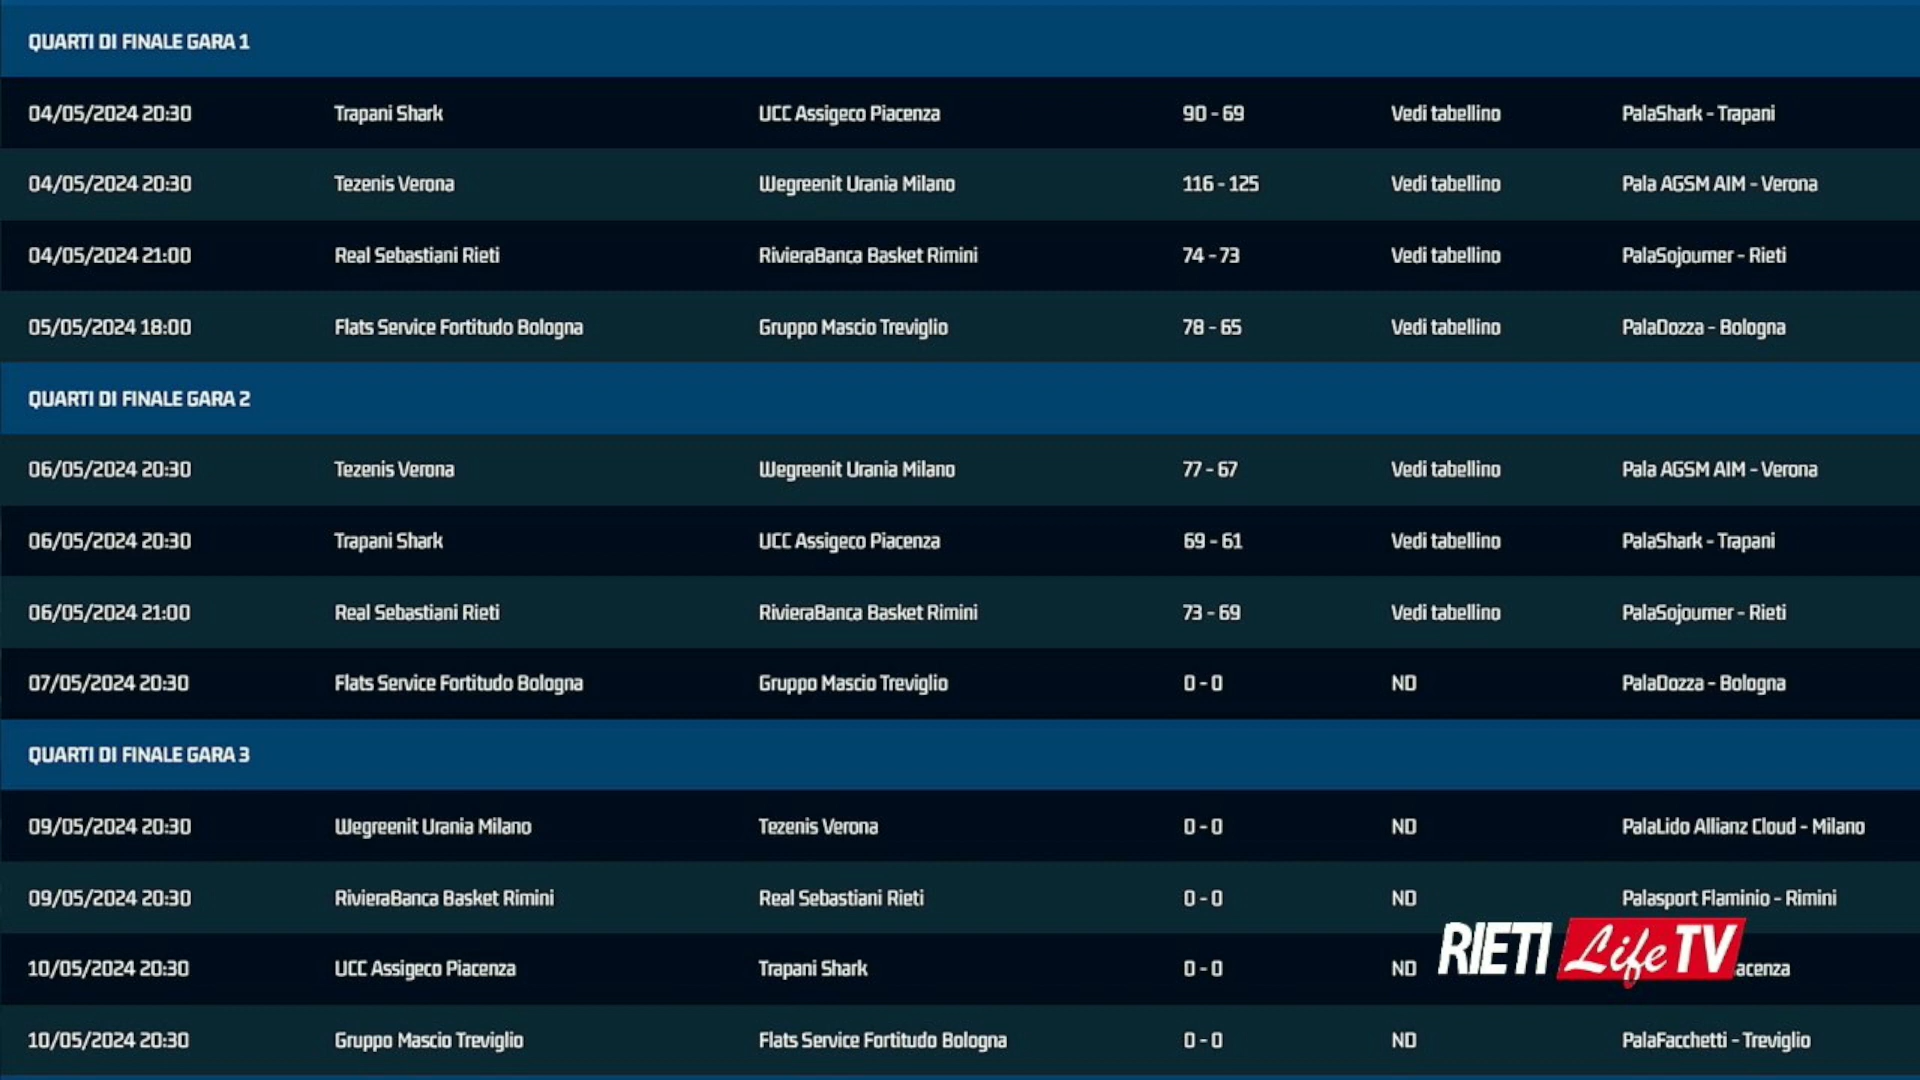 QUARTI DI FINALE GARA 1
04/05/2024 20:30 Trapani Shark UCC Assigeco Piacenza 90 - 69 Vedi tabellino PalaShark - Trapani
04/05/2024 20:30 Tezenis Verona Wegreenit Urania Milano 116 - 125 Vedi tabellino Pala AGSM AIM - Verona
04/05/2024 21:00 Real Sebastiani Rieti RivieraBanca Basket Rimini 74 - 73 Vedi tabellino PalaSojourner - Rieti
05/05/2024 18:00 Flats Service Fortitudo Bologna Gruppo Mascio Treviglio 78 - 65 Vedi tabellino PalaDozza - Bologna
QUARTI DI FINALE GARA 2
06/05/2024 20:30 Tezenis Verona Wegreenit Urania Milano 77 - 67 Vedi tabellino Pala AGSM AIM - Verona
06/05/2024 20:30 Trapani Shark UCC Assigeco Piacenza 69 - 61 Vedi tabellino PalaShark - Trapani
06/05/2024 21:00 Real Sebastiani Rieti RivieraBanca Basket Rimini 73 - 69 Vedi tabellino PalaSojourner - Rieti
07/05/2024 20:30 Flats Service Fortitudo Bologna Gruppo Mascio Treviglio 0 - 0 ND PalaDozza - Bologna
QUARTI DI FINALE GARA 3
09/05/2024 20:30 Wegreenit Urania Milano Tezenis Verona 0 - 0 ND PalaLido Allianz Cloud - Milano
09/05/2024 20:30 RivieraBanca Basket Rimini Real Sebastiani Rieti 0 - 0 ND Palasport Flaminio - Rimini
10/05/2024 20:30 UCC Assigeco Piacenza Trapani Shark 0 - 0 ND acenza
RIETI Life TV
10/05/2024 20:30 Gruppo Mascio Treviglio Flats Service Fortitudo Bologna 0 - 0 ND PalaFacchetti - Treviglio